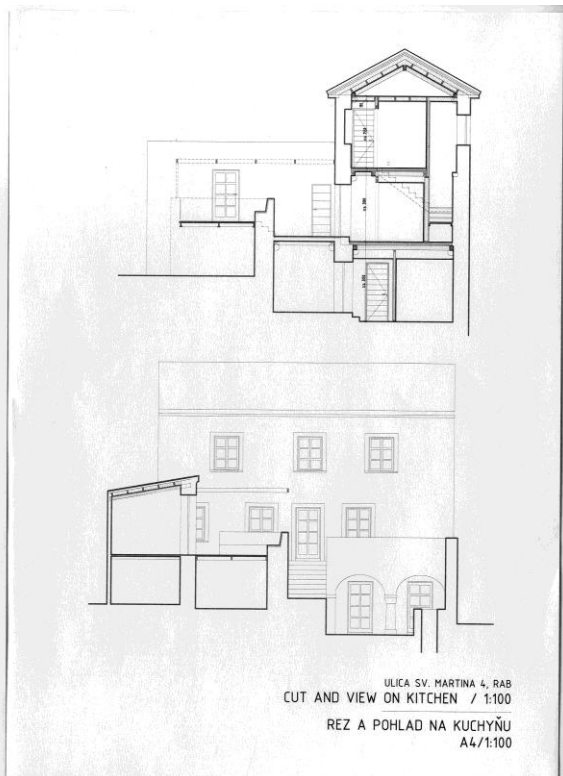 ULICA SV. MARTINA 4, RAB
CUT AND VIEW ON KITCHEN / 1:100
REZ A POHLAD NA KUCHYŇU
A4/1:100